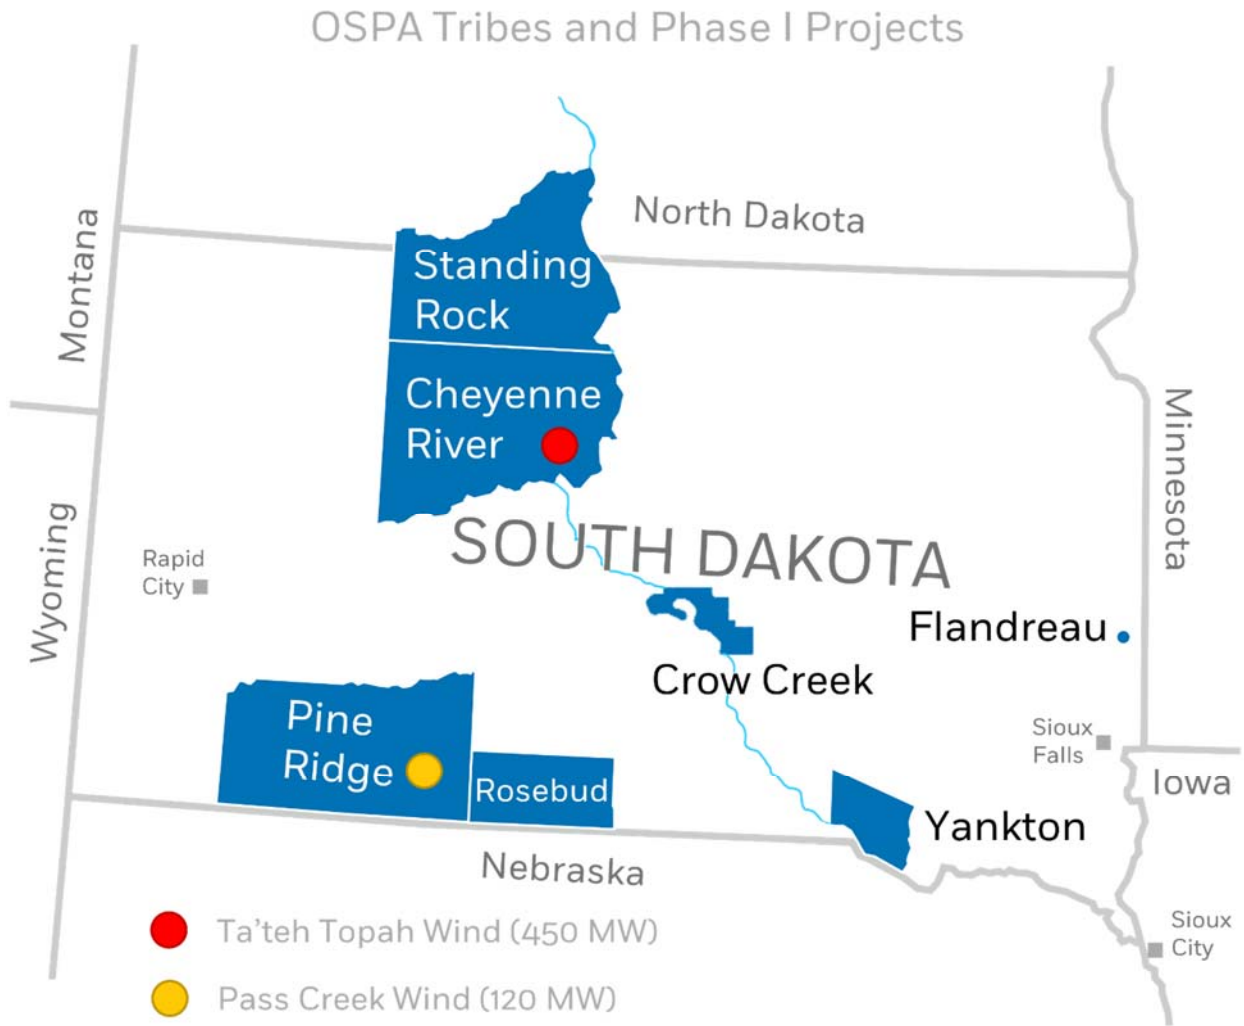 OSPA Tribes and Phase I Projects
North Dakota
Montana
Standing
Rock
Cheyenne
River
Minnesota
SOUTH DAKOTA
Wyoming
Rapid
City
Flandreau
Crow Creek
Pine
Ridge
Rosebud
Sioux
Falls
Iowa
Yankton
Nebraska
Ta'teh Topah Wind (450 MW)
Sioux
City
Pass Creek Wind (120 MW)